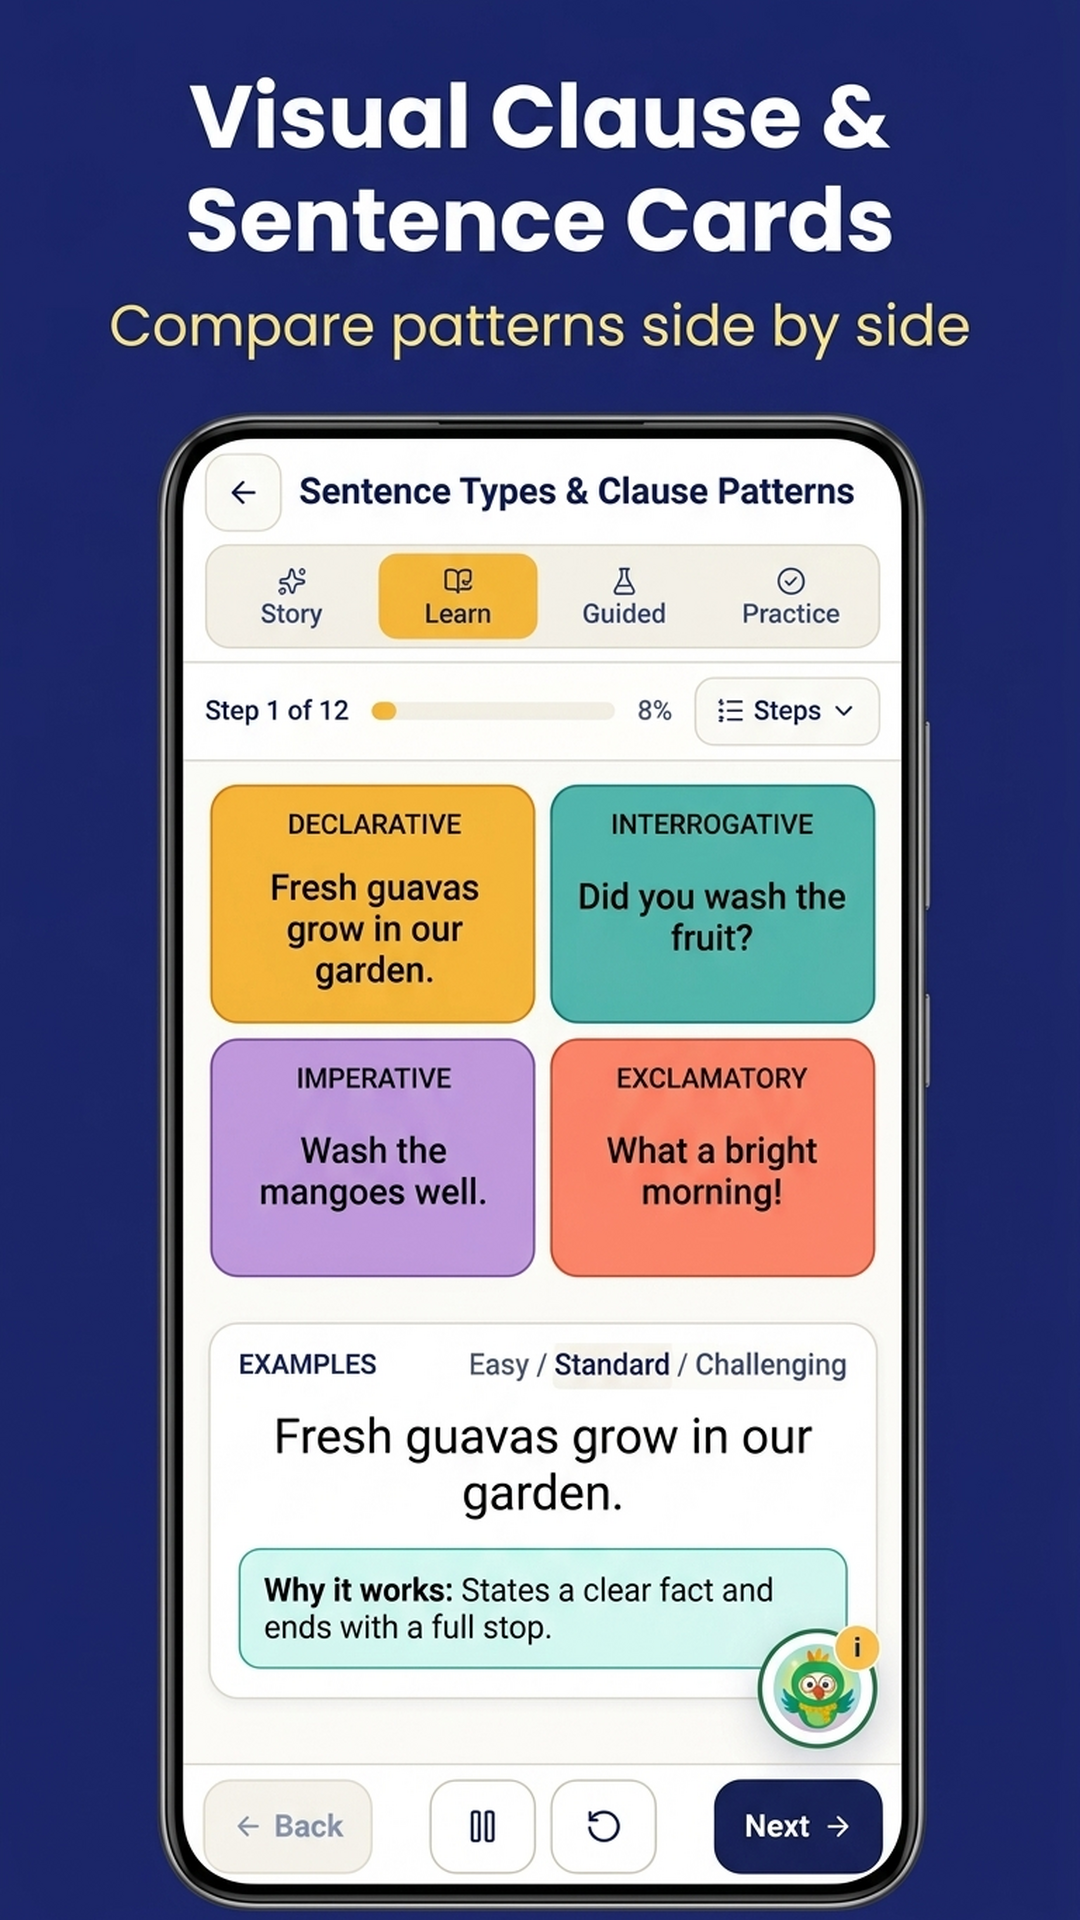 Visual Clause &
Sentence Cards
Compare patterns side by side
Sentence Types & Clause Patterns
Story
Learn
Guided
Practice
Step 1 of 12
8%
Steps
DECLARATIVE
Fresh guavas
grow in our
garden.
INTERROGATIVE
Did you wash the
fruit?
IMPERATIVE
Wash the
mangoes well.
EXCLAMATORY
What a bright
morning!
EXAMPLES
Easy / Standard / Challenging
Fresh guavas grow in our
garden.
Why it works: States a clear fact and
ends with a full stop.
i
Back
Next